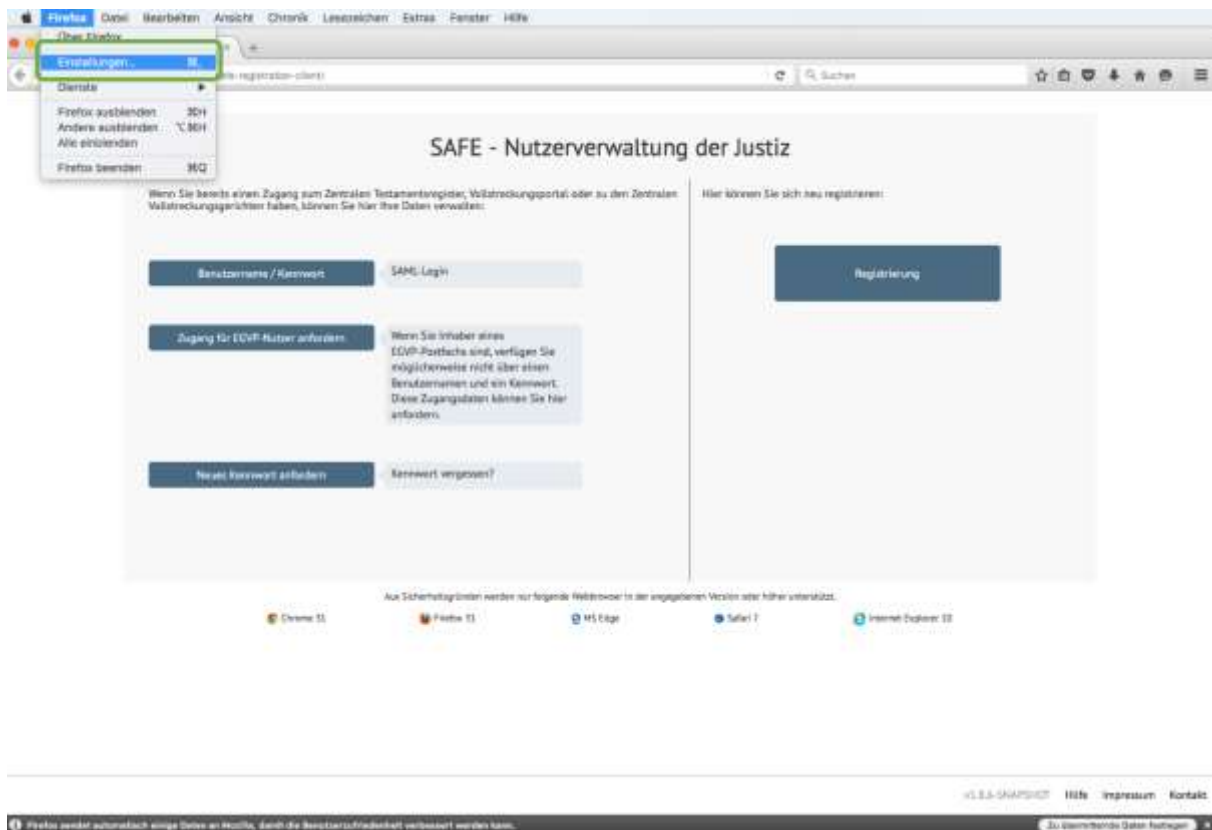 Firefox Datei Bearbeiten Ansicht Chronik Lesezeichen Extras Fenster Hilfe
Über Firefox
Einstellungen... ⌘,
Dienste
Firefox ausblenden ⌘H
Andere ausblenden ⌥⌘H
Alle einblenden
Firefox beenden ⌘Q
Suchen
SAFE - Nutzerverwaltung der Justiz
Wenn Sie bereits einen Zugang zum Zentralen Testamentsregister, Vollstreckungsportal oder zu den Zentralen
Vollstreckungsgerichten haben, können Sie hier Ihre Daten verwalten:
Hier können Sie sich neu registrieren:
Benutzername / Kennwort
SAML-Login
Registrierung
Zugang für EGVP-Nutzer anfordern
Wenn Sie Inhaber eines
EGVP-Postfachs sind, verfügen Sie
möglicherweise nicht über einen
Benutzernamen und ein Kennwort.
Diese Zugangsdaten können Sie hier
anfordern.
Neues Kennwort anfordern
Kennwort vergessen?
Aus Sicherheitsgründen werden nur folgende Webbrowser in der angegebenen Version oder höher unterstützt.
Chrome 31 Firefox 31 MS Edge Safari 7 Internet Explorer 10
-SNAPSHOT Hilfe Impressum Kontakt
Firefox sendet automatisch einige Daten an Mozilla, damit die Benutzerzufriedenheit verbessert werden kann.
Zu übermittelnde Daten festlegen